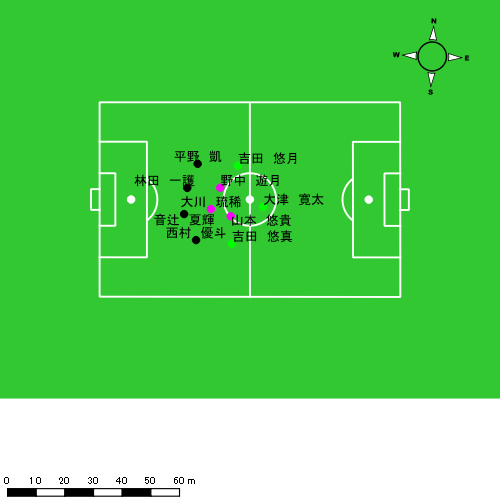 N
W E
S
平野 凱 吉田 悠月
林田 一護 野中 遊月
大川 琉稀 大津 寛太
音辻 夏輝 山本 悠貴
西村 優斗 吉田 悠真
0 10 20 30 40 50 60 m